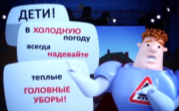 ДЕТИ!
В ХОЛОДНУЮ
ПОГОДУ
всегда
надевайте
теплые
ГОЛОВНЫЕ
УБОРЫ!